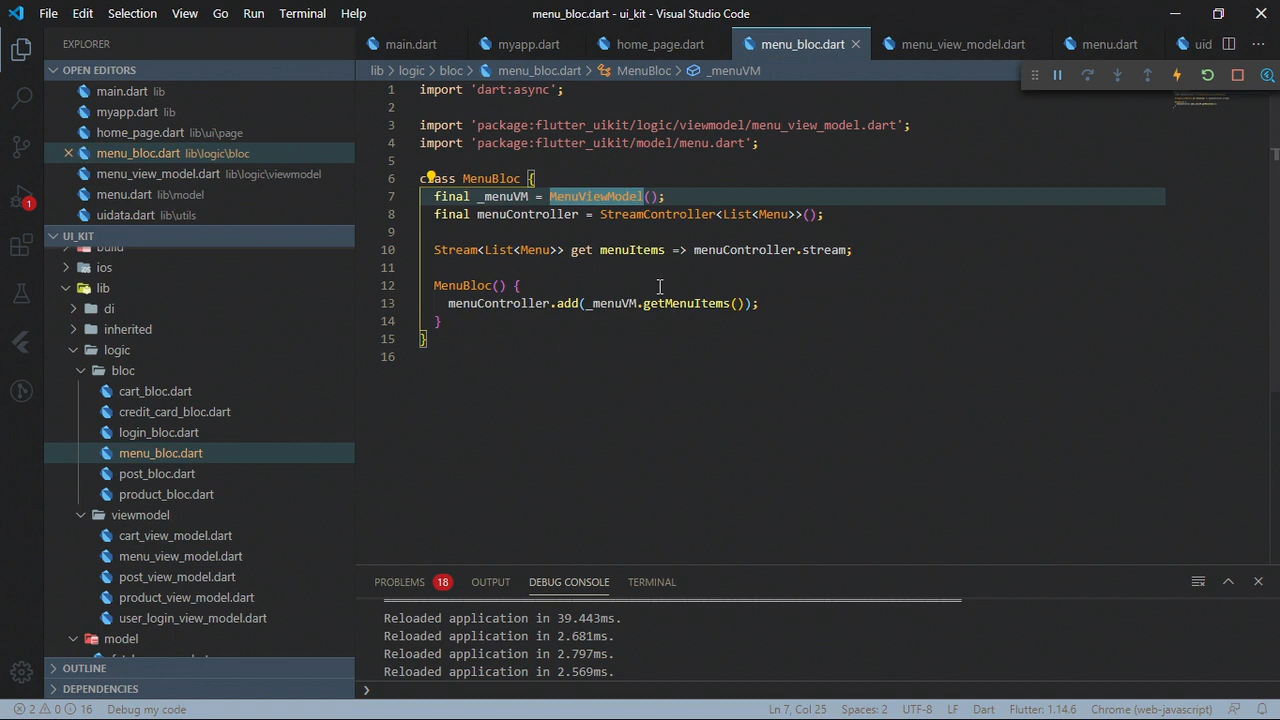 File Edit Selection View Go Run Terminal Help
menu_bloc.dart - ui_kit - Visual Studio Code
EXPLORER
OPEN EDITORS
main.dart lib
myapp.dart lib
home_page.dart lib\ui\page
menu_bloc.dart lib\logic\bloc
menu_view_model.dart lib\logic\viewmodel
menu.dart lib\model
uidata.dart lib\utils
UI_KIT
build
ios
lib
di
inherited
logic
bloc
cart_bloc.dart
credit_card_bloc.dart
login_bloc.dart
menu_bloc.dart
post_bloc.dart
product_bloc.dart
viewmodel
cart_view_model.dart
menu_view_model.dart
post_view_model.dart
product_view_model.dart
user_login_view_model.dart
model
OUTLINE
DEPENDENCIES
1
main.dart myapp.dart home_page.dart menu_bloc.dart menu_view_model.dart menu.dart uid
lib > logic > bloc > menu_bloc.dart > MenuBloc > _menuVM
1 import 'dart:async';
2
3 import 'package:flutter_uikit/logic/viewmodel/menu_view_model.dart';
4 import 'package:flutter_uikit/model/menu.dart';
5
6 class MenuBloc {
7 final _menuVM = MenuViewModel();
8 final menuController = StreamController<List<Menu>>();
9
10 Stream<List<Menu>> get menuItems => menuController.stream;
11
12 MenuBloc() {
13 menuController.add(_menuVM.getMenuItems());
14 }
15 }
16
PROBLEMS 18 OUTPUT DEBUG CONSOLE TERMINAL
Reloaded application in 39.443ms.
Reloaded application in 2.681ms.
Reloaded application in 2.797ms.
Reloaded application in 2.569ms.
2 0 16 Debug my code
Ln 7, Col 25 Spaces: 2 UTF-8 LF Dart Flutter: 1.14.6 Chrome (web-javascript)